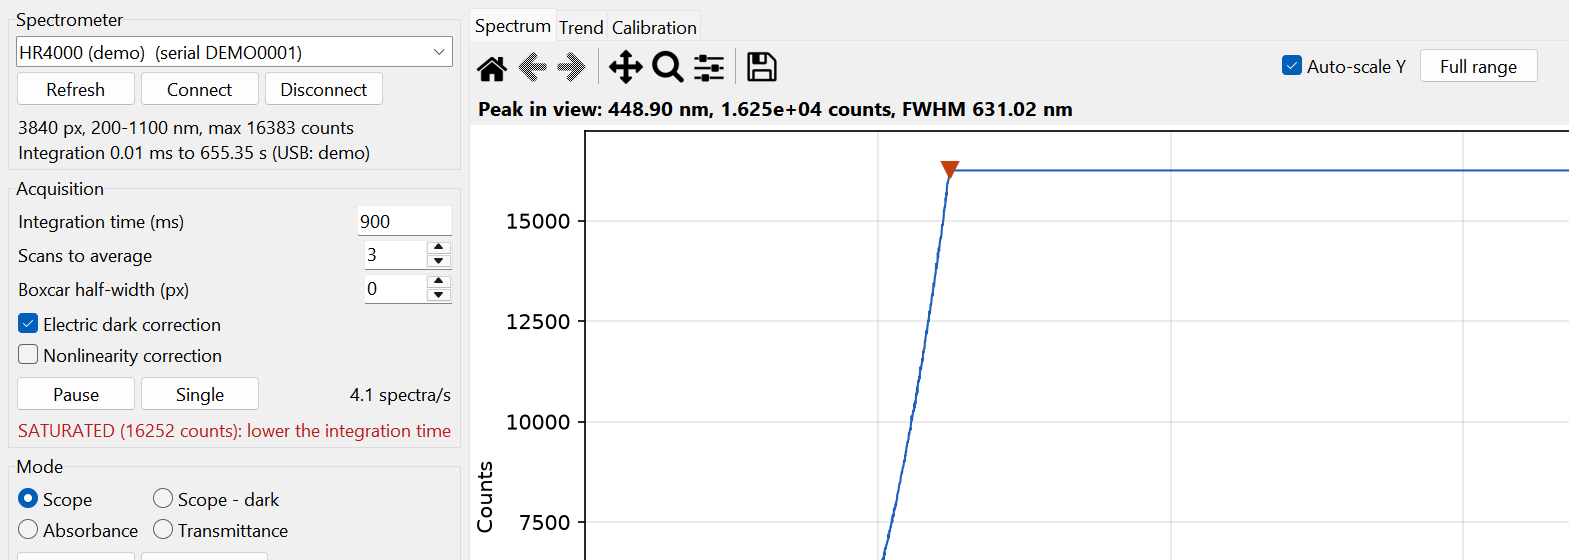 Spectrometer
HR4000 (demo)  (serial DEMO0001)
Refresh Connect Disconnect
3840 px, 200-1100 nm, max 16383 counts
Integration 0.01 ms to 655.35 s (USB: demo)
Acquisition
Integration time (ms) 900
Scans to average 3
Boxcar half-width (px) 0
Electric dark correction
Nonlinearity correction
Pause Single 4.1 spectra/s
SATURATED (16252 counts): lower the integration time
Mode
Scope Scope - dark
Absorbance Transmittance
Spectrum Trend Calibration
Auto-scale Y Full range
Peak in view: 448.90 nm, 1.625e+04 counts, FWHM 631.02 nm
15000
12500
10000
7500
Counts